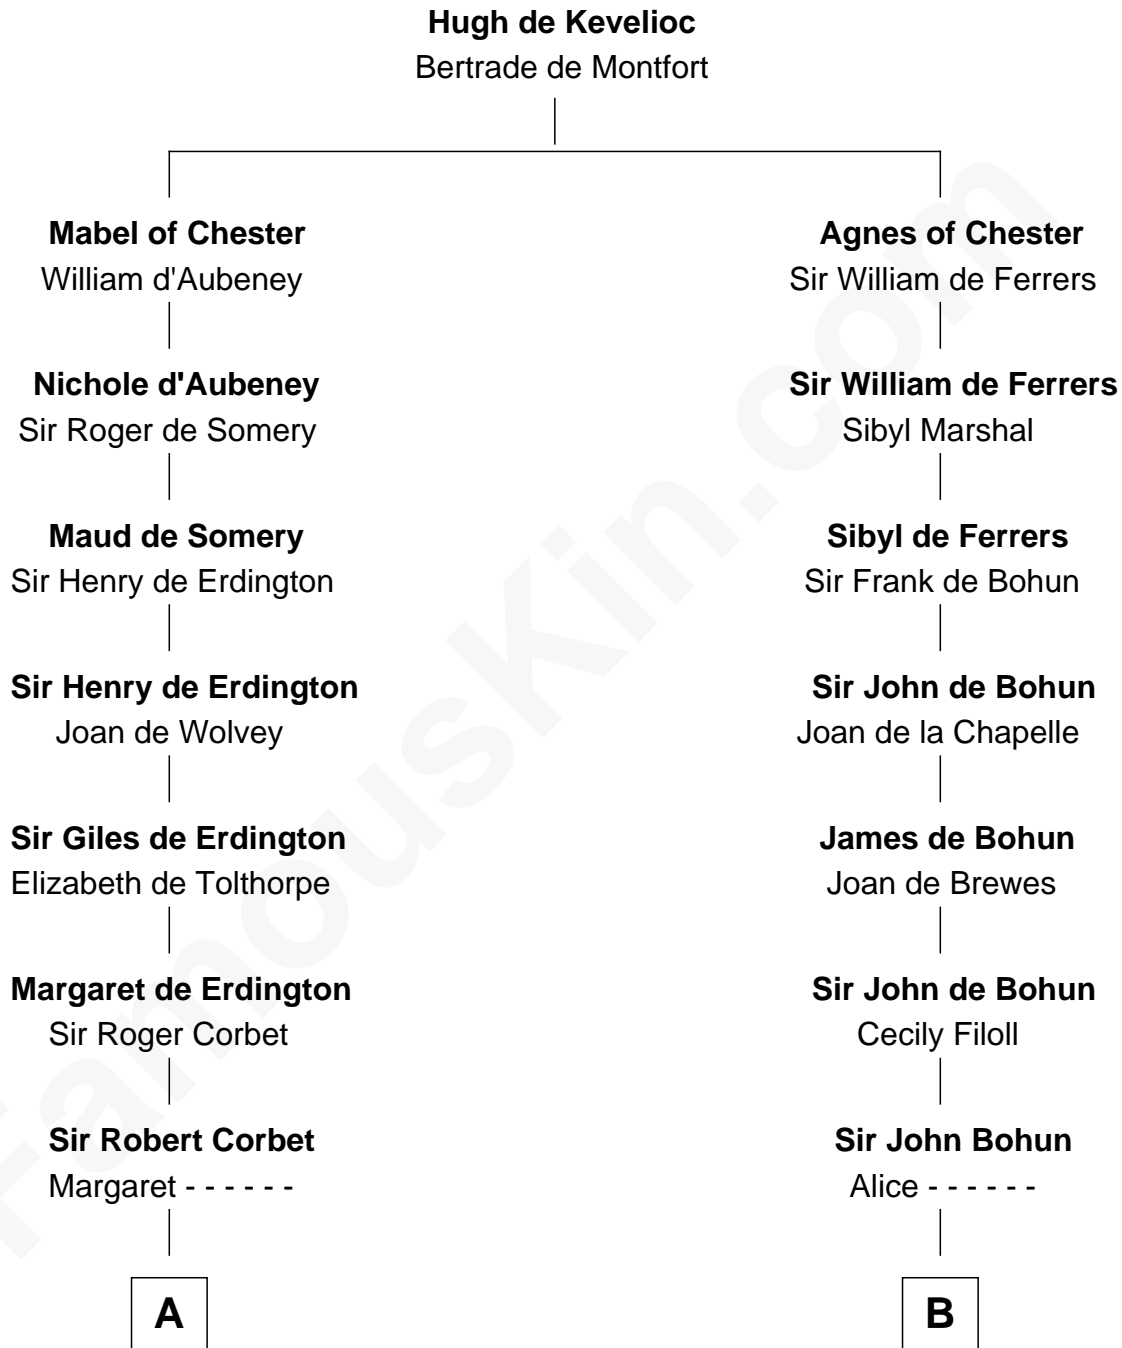 Hugh de Kevelioc
Bertrade de Montfort
Mabel of Chester
William d'Aubeney
Agnes of Chester
Sir William de Ferrers
Nichole d'Aubeney
Sir Roger de Somery
Sir William de Ferrers
Sibyl Marshal
Maud de Somery
Sir Henry de Erdington
Sibyl de Ferrers
Sir Frank de Bohun
Sir Henry de Erdington
Joan de Wolvey
Sir John de Bohun
Joan de la Chapelle
Sir Giles de Erdington
Elizabeth de Tolthorpe
James de Bohun
Joan de Brewes
Margaret de Erdington
Sir Roger Corbet
Sir John de Bohun
Cecily Filoll
Sir Robert Corbet
Margaret - - - - - -
Sir John Bohun
Alice - - - - - -
A
B
FamousKin.com